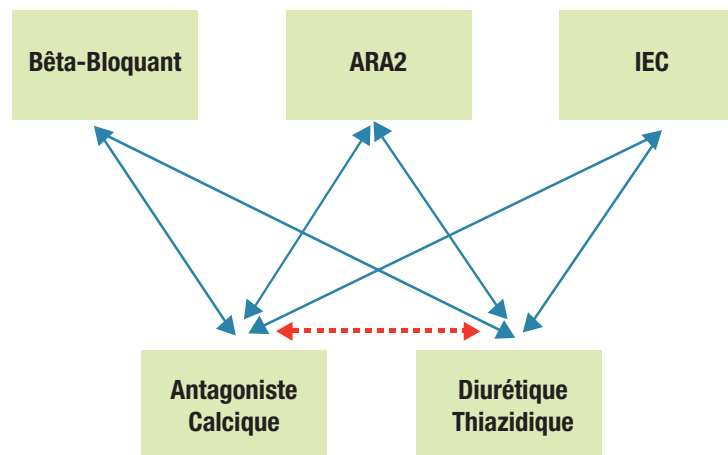 Bêta-Bloquant
ARA2
IEC
Antagoniste
Calcique
Diurétique
Thiazidique